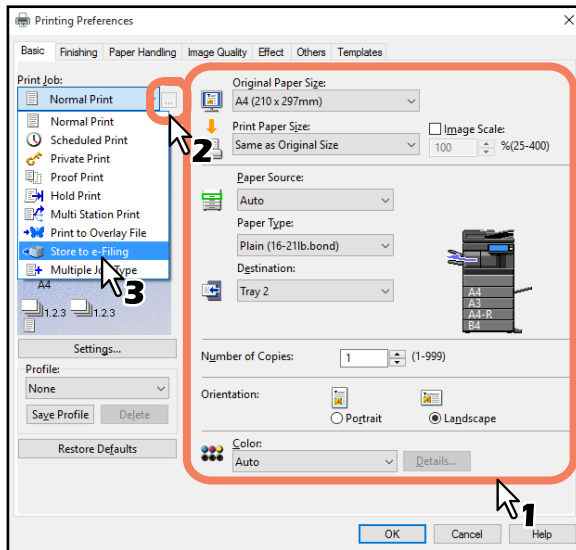 Printing Preferences
Basic Finishing Paper Handling Image Quality Effect Others Templates
Print Job:
Normal Print
...
Normal Print
Scheduled Print
Private Print
Proof Print
Hold Print
Multi Station Print
Print to Overlay File
Store to e-Filing
Multiple Job Type
A4
1.2.3 1.2.3
Settings...
Profile:
None
Save Profile Delete
Restore Defaults
2
3
Original Paper Size:
A4 (210 x 297mm)
Print Paper Size:
Same as Original Size
Image Scale:
100 %(25-400)
Paper Source:
Auto
Paper Type:
Plain (16-21lb.bond)
Destination:
Tray 2
A4
A3
A4-R
B4
Number of Copies: 1 (1-999)
Orientation:
Portrait Landscape
Color:
Auto Details...
1
OK Cancel Help